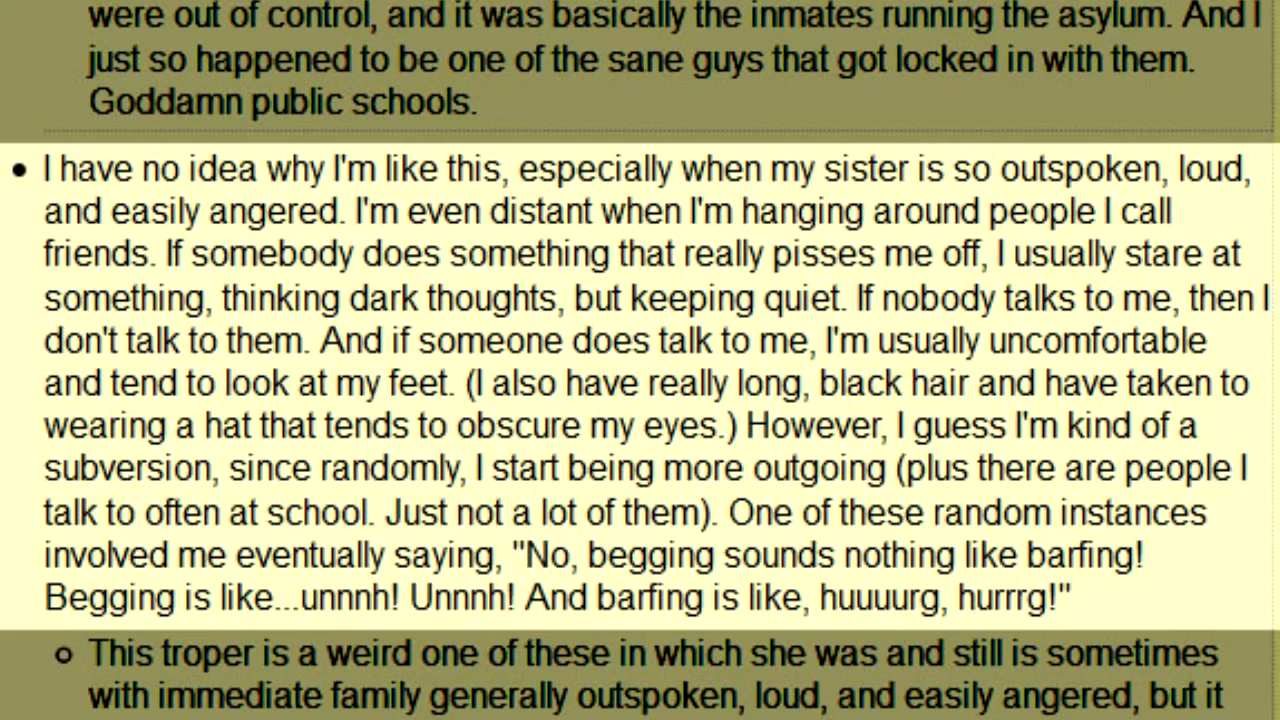 were out of control, and it was basically the inmates running the asylum. And I
just so happened to be one of the sane guys that got locked in with them.
Goddamn public schools.
• I have no idea why I'm like this, especially when my sister is so outspoken, loud,
and easily angered. I'm even distant when I'm hanging around people I call
friends. If somebody does something that really pisses me off, I usually stare at
something, thinking dark thoughts, but keeping quiet. If nobody talks to me, then I
don't talk to them. And if someone does talk to me, I'm usually uncomfortable
and tend to look at my feet. (I also have really long, black hair and have taken to
wearing a hat that tends to obscure my eyes.) However, I guess I'm kind of a
subversion, since randomly, I start being more outgoing (plus there are people I
talk to often at school. Just not a lot of them). One of these random instances
involved me eventually saying, "No, begging sounds nothing like barfing!
Begging is like...unnnh! Unnnh! And barfing is like, huuuurg, hurrrg!"
○ This troper is a weird one of these in which she was and still is sometimes
with immediate family generally outspoken, loud, and easily angered, but it